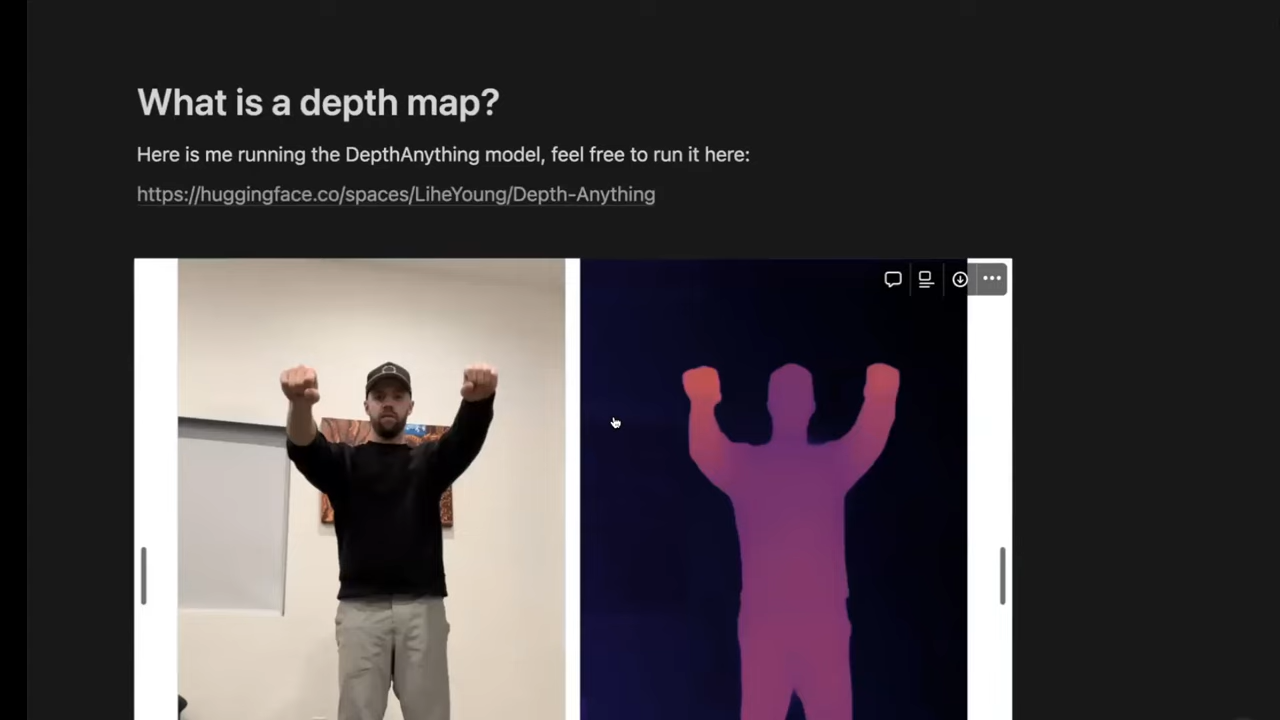 What is a depth map?
Here is me running the DepthAnything model, feel free to run it here:
https://huggingface.co/spaces/LiheYoung/Depth-Anything